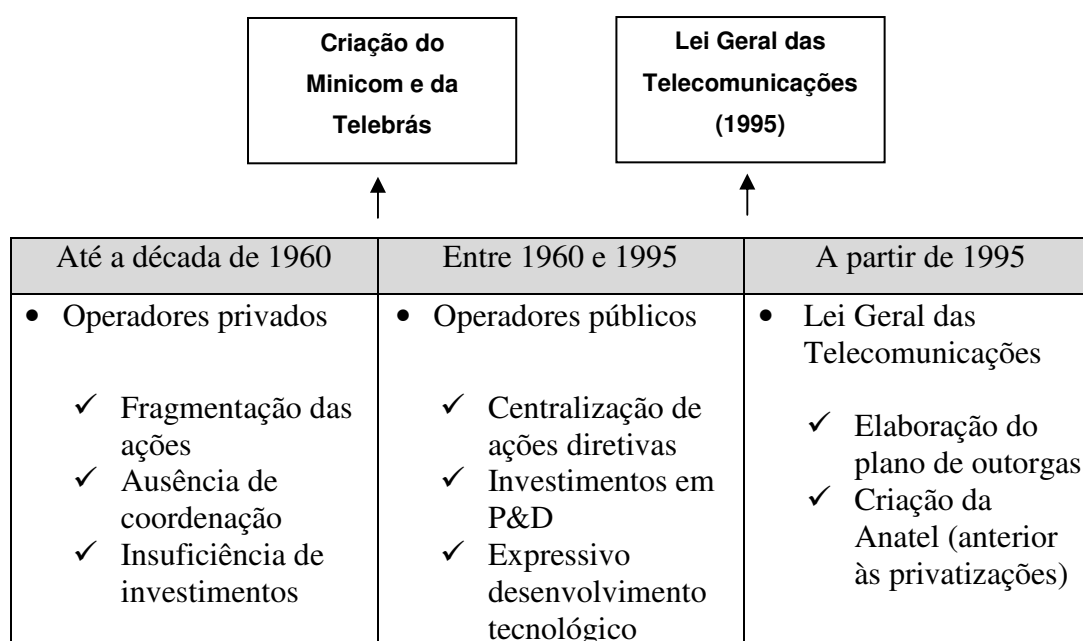 Criação do
Minicom e da
Telebrás
Lei Geral das
Telecomunicações
(1995)
Até a década de 1960
Entre 1960 e 1995
A partir de 1995
• Operadores privados
✓ Fragmentação das
ações
✓ Ausência de
coordenação
✓ Insuficiência de
investimentos
• Operadores públicos
✓ Centralização de
ações diretivas
✓ Investimentos em
P&D
✓ Expressivo
desenvolvimento
tecnológico
• Lei Geral das
Telecomunicações
✓ Elaboração do
plano de outorgas
✓ Criação da
Anatel (anterior
às privatizações)